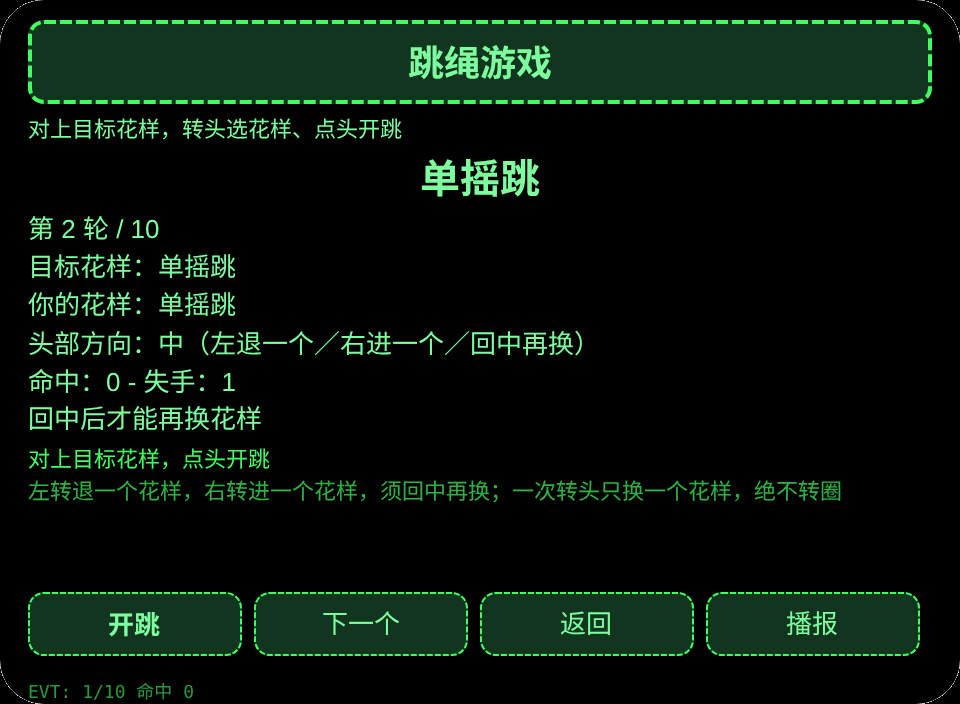 跳绳游戏
对上目标花样，转头选花样、点头开跳
单摇跳
第 2 轮 / 10
目标花样：单摇跳
你的花样：单摇跳
头部方向：中（左退一个／右进一个／回中再换）
命中：0 - 失手：1
回中后才能再换花样
对上目标花样，点头开跳
左转退一个花样，右转进一个花样，须回中再换；一次转头只换一个花样，绝不转圈
开跳
下一个
返回
播报
EVT: 1/10 命中 0